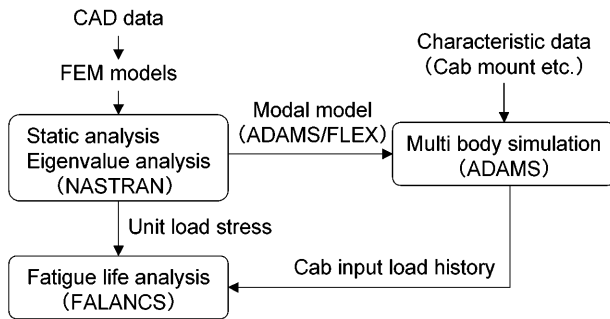 CAD data
FEM models
Static analysis
Eigenvalue analysis
(NASTRAN)
Modal model
(ADAMS/FLEX)
Characteristic data
(Cab mount etc.)
Multi body simulation
(ADAMS)
Unit load stress
Cab input load history
Fatigue life analysis
(FALANCS)